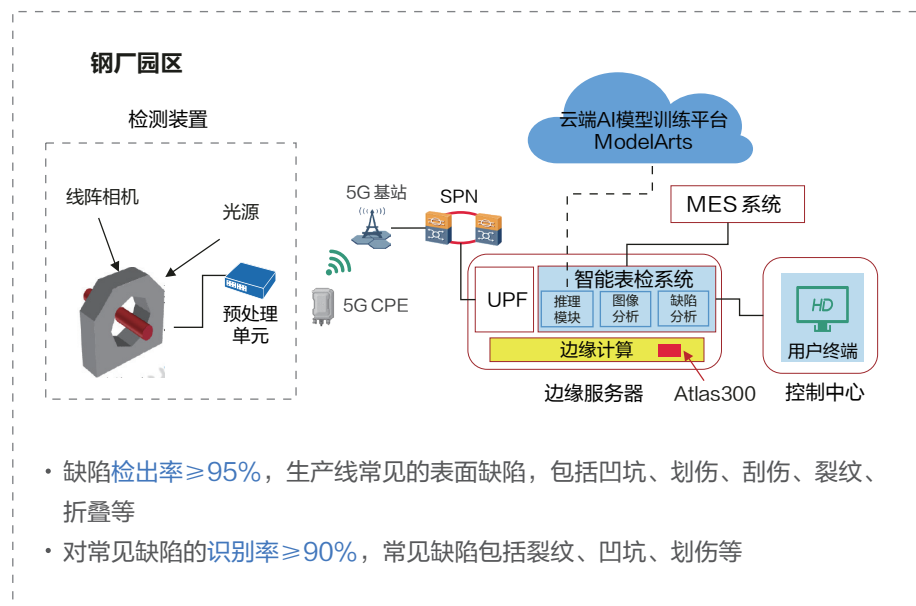 钢厂园区
检测装置
线阵相机
光源
预处理
单元
5G 基站
5G CPE
SPN
云端AI模型训练平台
ModelArts
MES 系统
UPF
智能表检系统
推理
模块
图像
分析
缺陷
分析
边缘计算
边缘服务器
Atlas300
HD
用户终端
控制中心
·缺陷检出率≥95%，生产线常见的表面缺陷，包括凹坑、划伤、刮伤、裂纹、
折叠等
·对常见缺陷的识别率≥90%，常见缺陷包括裂纹、凹坑、划伤等